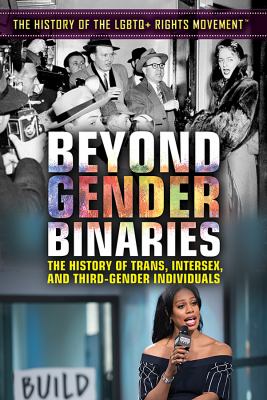 THE HISTORY OF THE LGBTQ+ RIGHTS MOVEMENT™
BEYOND
GENDER
BINARIES
THE HISTORY OF TRANS, INTERSEX,
AND THIRD-GENDER INDIVIDUALS
BUILD